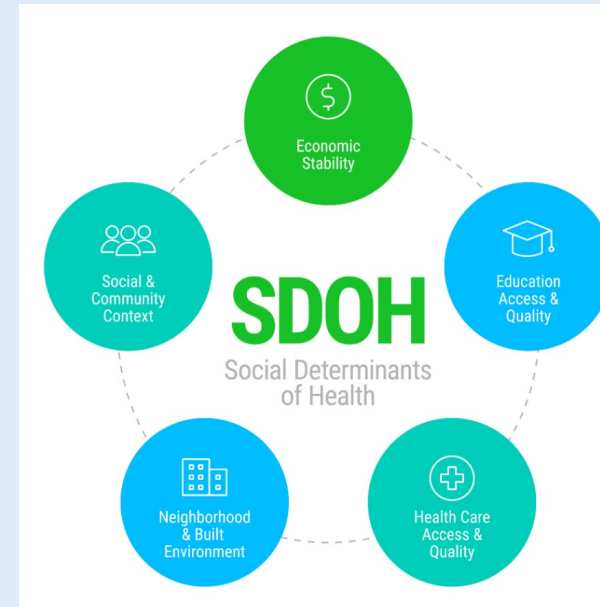 Economic
Stability
Social &
Community
Context
Education
Access &
Quality
SDOH
Social Determinants
of Health
Neighborhood
& Built
Environment
Health Care
Access &
Quality